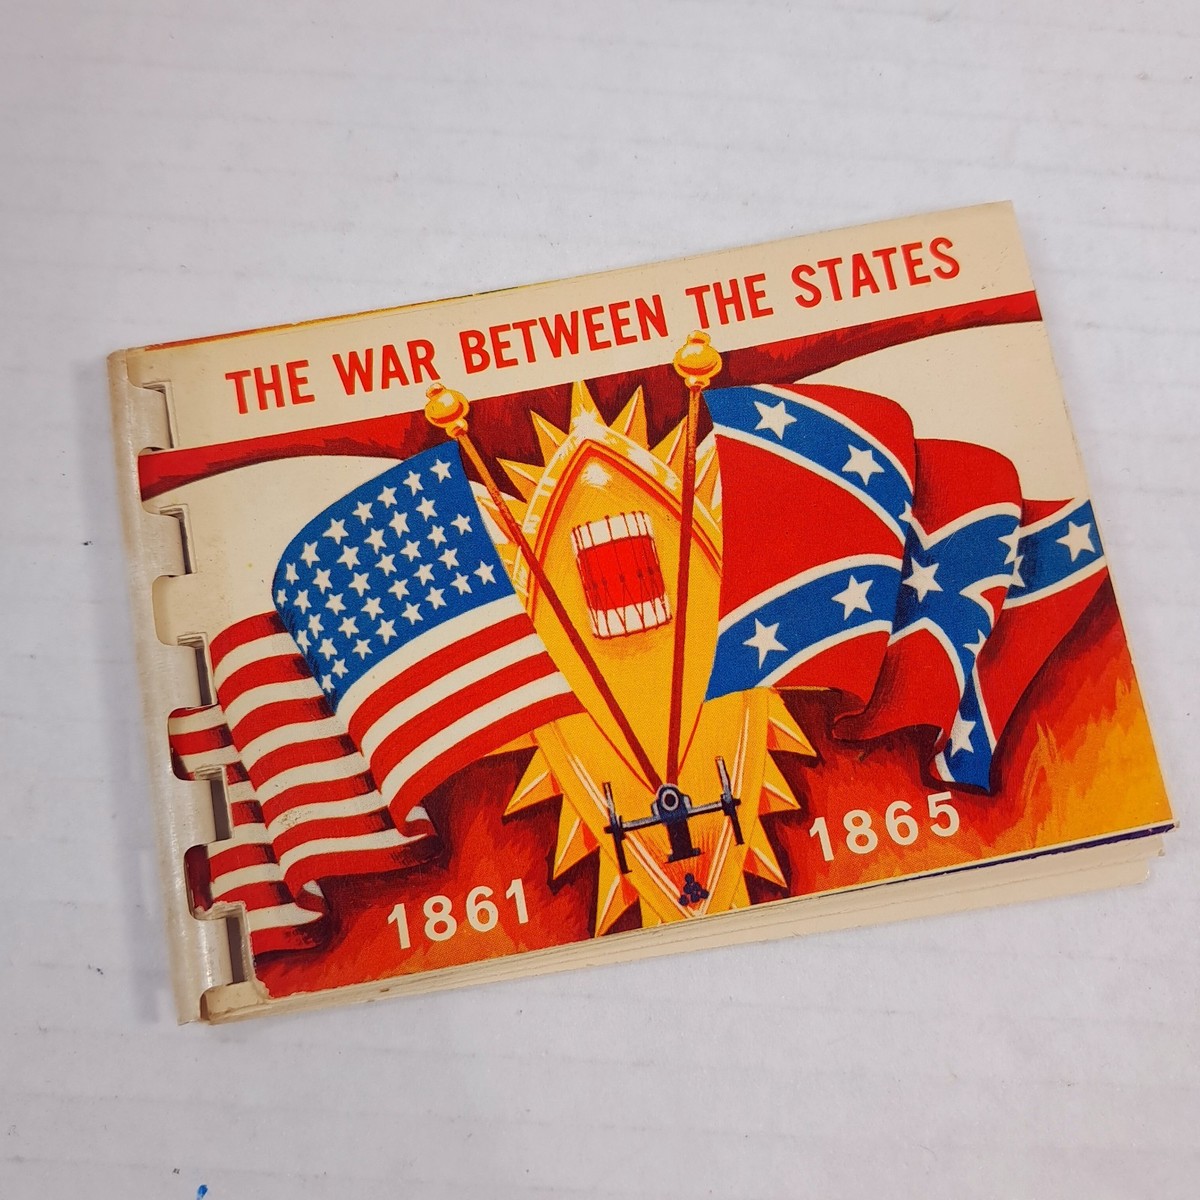 THE WAR BETWEEN THE STATES
1861
1865